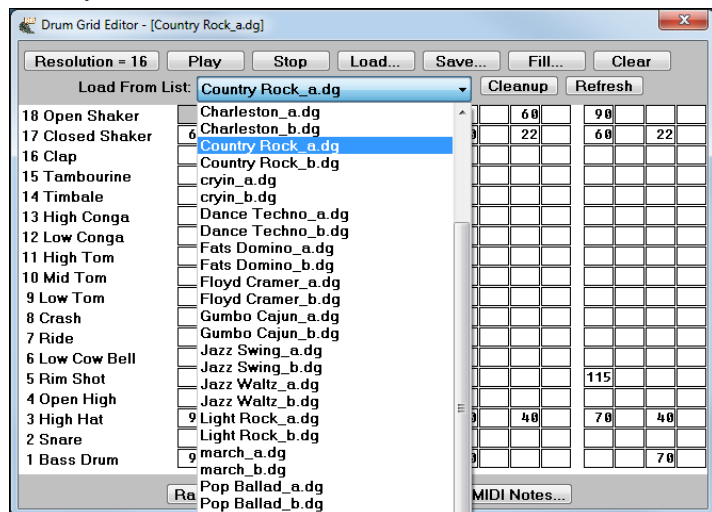 Drum Grid Editor - [Country Rock_a.dg]
x
Resolution = 16 Play Stop Load... Save... Fill... Clear
Load From List: Country Rock_a.dg Cleanup Refresh
18 Open Shaker Charleston_a.dg 60 90
17 Closed Shaker 6 Charleston_b.dg 22 60 22
Country Rock_a.dg
16 Clap Country Rock_b.dg
15 Tambourine cryin_a.dg
14 Timbale cryin_b.dg
13 High Conga Dance Techno_a.dg
12 Low Conga Dance Techno_b.dg
11 High Tom Fats Domino_a.dg
10 Mid Tom Fats Domino_b.dg
Floyd Cramer_a.dg
9 Low Tom Floyd Cramer_b.dg
8 Crash Gumbo Cajun_a.dg
7 Ride Gumbo Cajun_b.dg
6 Low Cow Bell Jazz Swing_a.dg
Jazz Swing_b.dg
5 Rim Shot Jazz Waltz_a.dg 115
4 Open High Jazz Waltz_b.dg
3 High Hat 9 Light Rock_a.dg 40 70 40
2 Snare Light Rock_b.dg
1 Bass Drum 9 march_a.dg 70
march_b.dg
Pop Ballad_a.dg
Ra Pop Ballad_b.dg MIDI Notes...